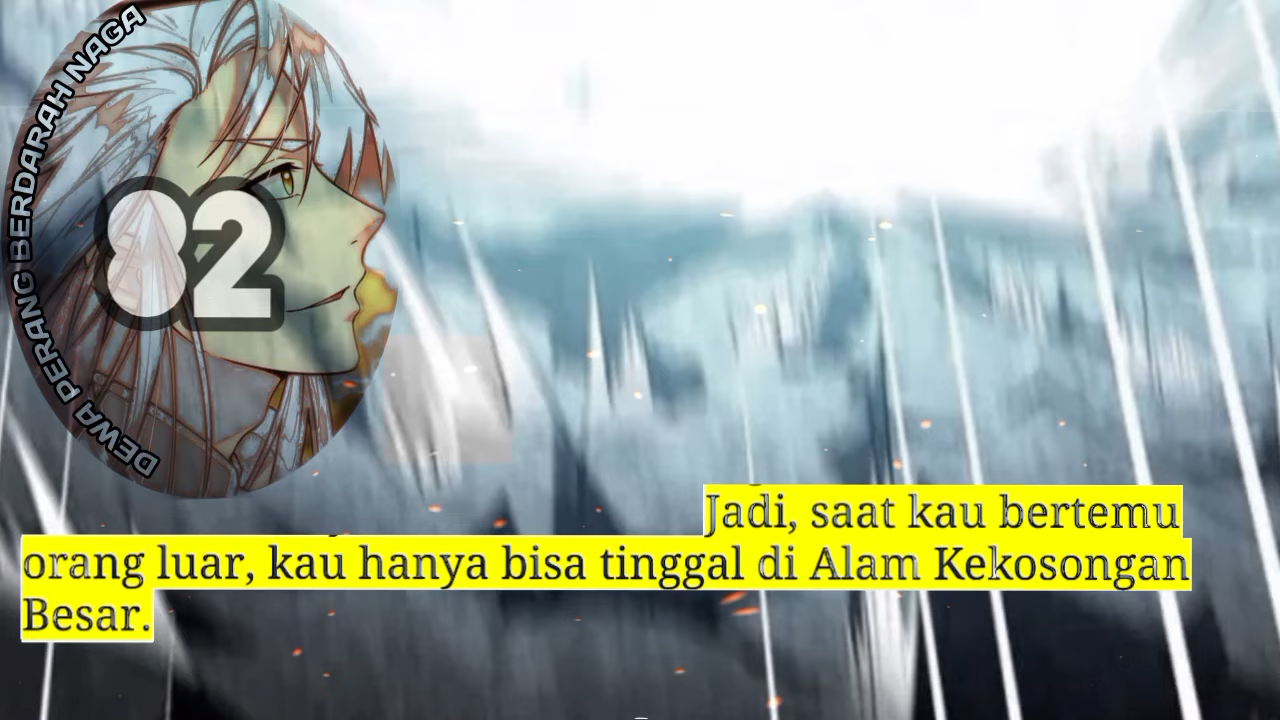 DEWA PERANG BERDARAH NAGA
82
Jadi, saat kau bertemu
orang luar, kau hanya bisa tinggal di Alam Kekosongan
Besar.